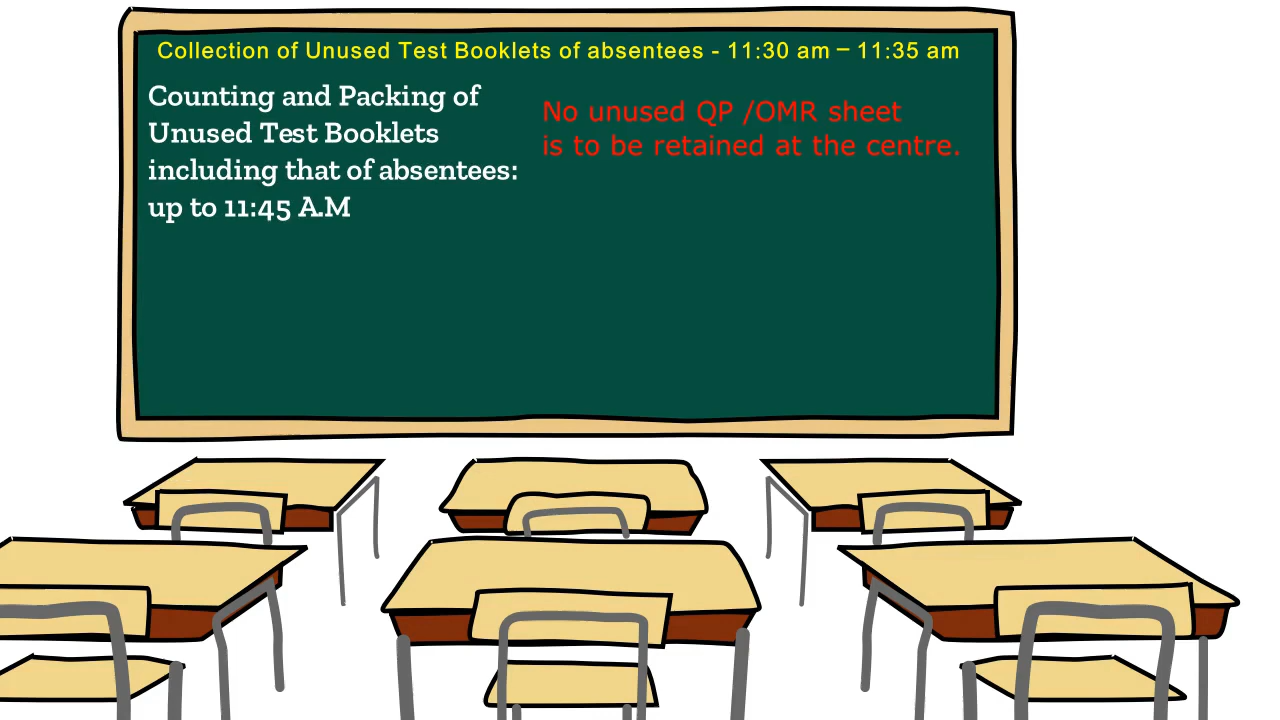 Collection of Unused Test Booklets of absentees - 11:30 am – 11:35 am
Counting and Packing of
Unused Test Booklets
including that of absentees:
up to 11:45 A.M
No unused QP /OMR sheet
is to be retained at the centre.